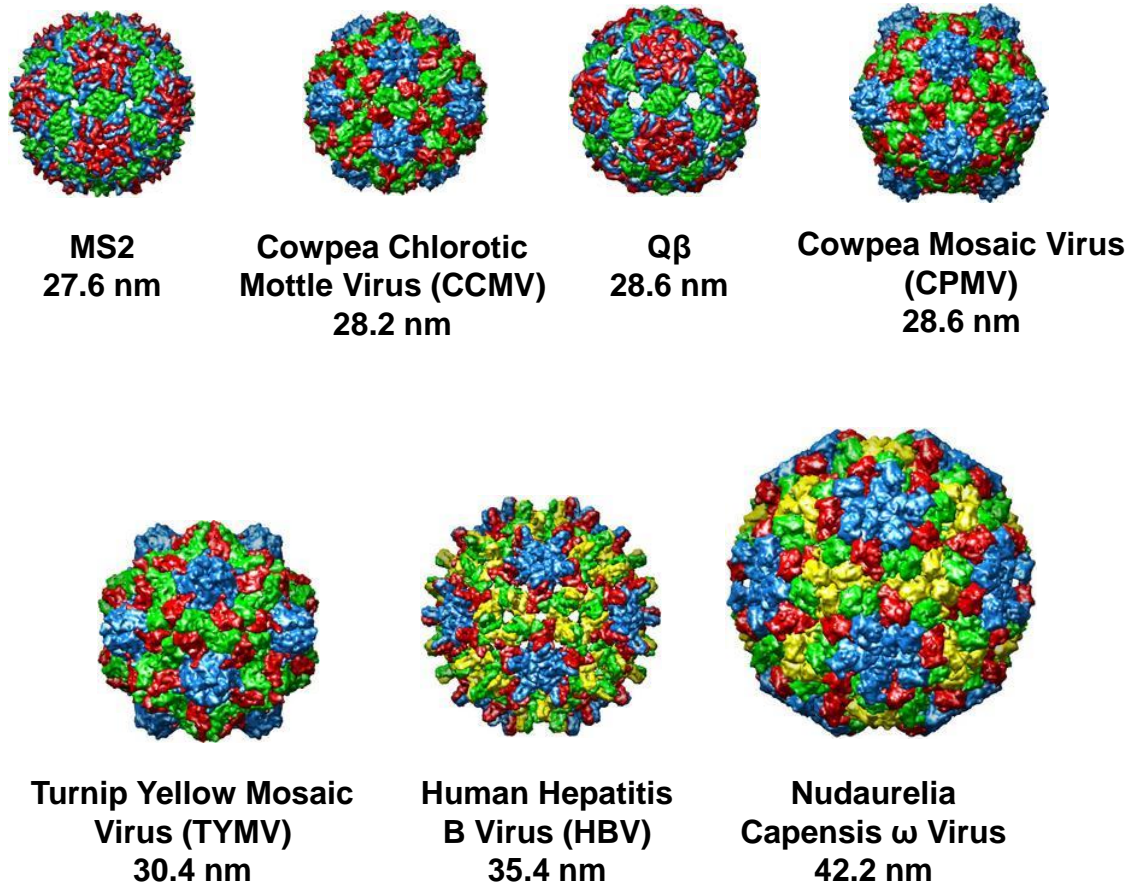 MS2
27.6 nm
Cowpea Chlorotic
Mottle Virus (CCMV)
28.2 nm
Qβ
28.6 nm
Cowpea Mosaic Virus
(CPMV)
28.6 nm
Turnip Yellow Mosaic
Virus (TYMV)
30.4 nm
Human Hepatitis
B Virus (HBV)
35.4 nm
Nudaurelia
Capensis ω Virus
42.2 nm